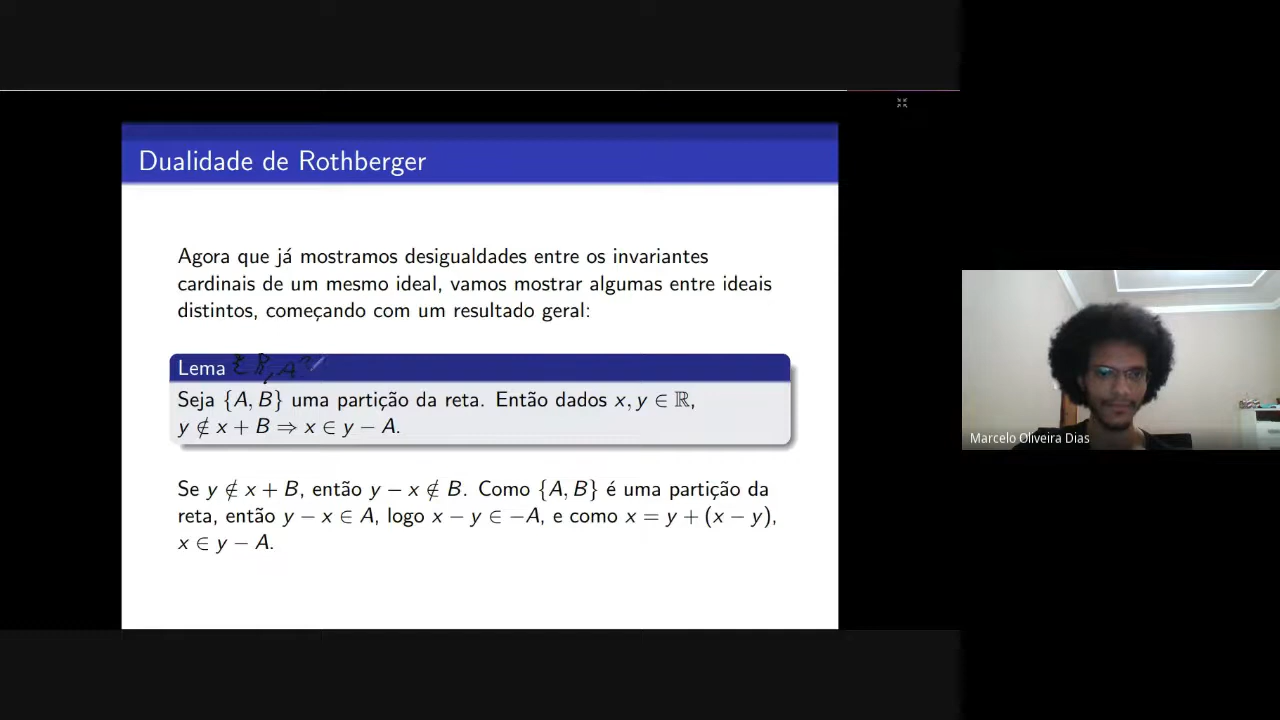 Dualidade de Rothberger
Agora que já mostramos desigualdades entre os invariantes
cardinais de um mesmo ideal, vamos mostrar algumas entre ideais
distintos, começando com um resultado geral:
Lema
Seja {A, B} uma partição da reta. Então dados x, y ∈ ℝ,
y ∉ x + B ⇒ x ∈ y − A.
Se y ∉ x + B, então y − x ∉ B. Como {A, B} é uma partição da
reta, então y − x ∈ A, logo x − y ∈ −A, e como x = y + (x − y),
x ∈ y − A.
Marcelo Oliveira Dias